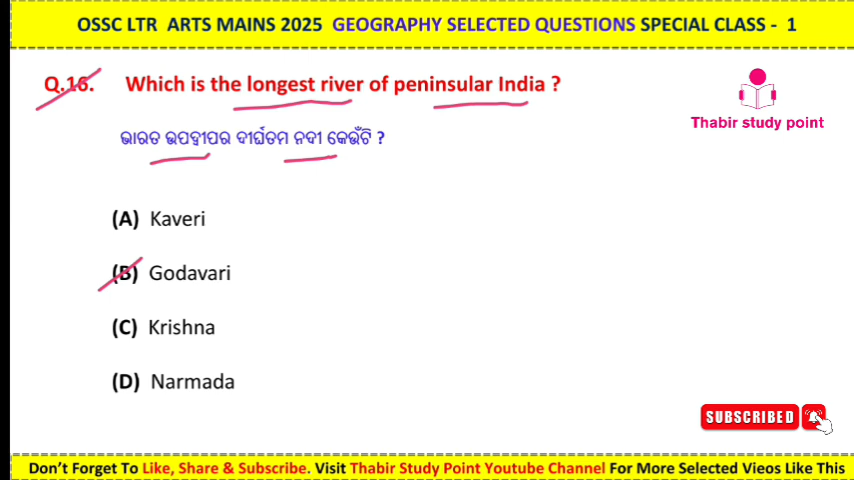 OSSC LTR ARTS MAINS 2025 GEOGRAPHY SELECTED QUESTIONS SPECIAL CLASS - 1
Q.16. Which is the longest river of peninsular India ?
Thabir study point
ଭାରତ ଉପଦ୍ଵୀପର ଦୀର୍ଘତମ ନଦୀ କେଉଁଟି ?
(A) Kaveri
(B) Godavari
(C) Krishna
(D) Narmada
SUBSCRIBED
Don't Forget To Like, Share & Subscribe. Visit Thabir Study Point Youtube Channel For More Selected Vieos Like This